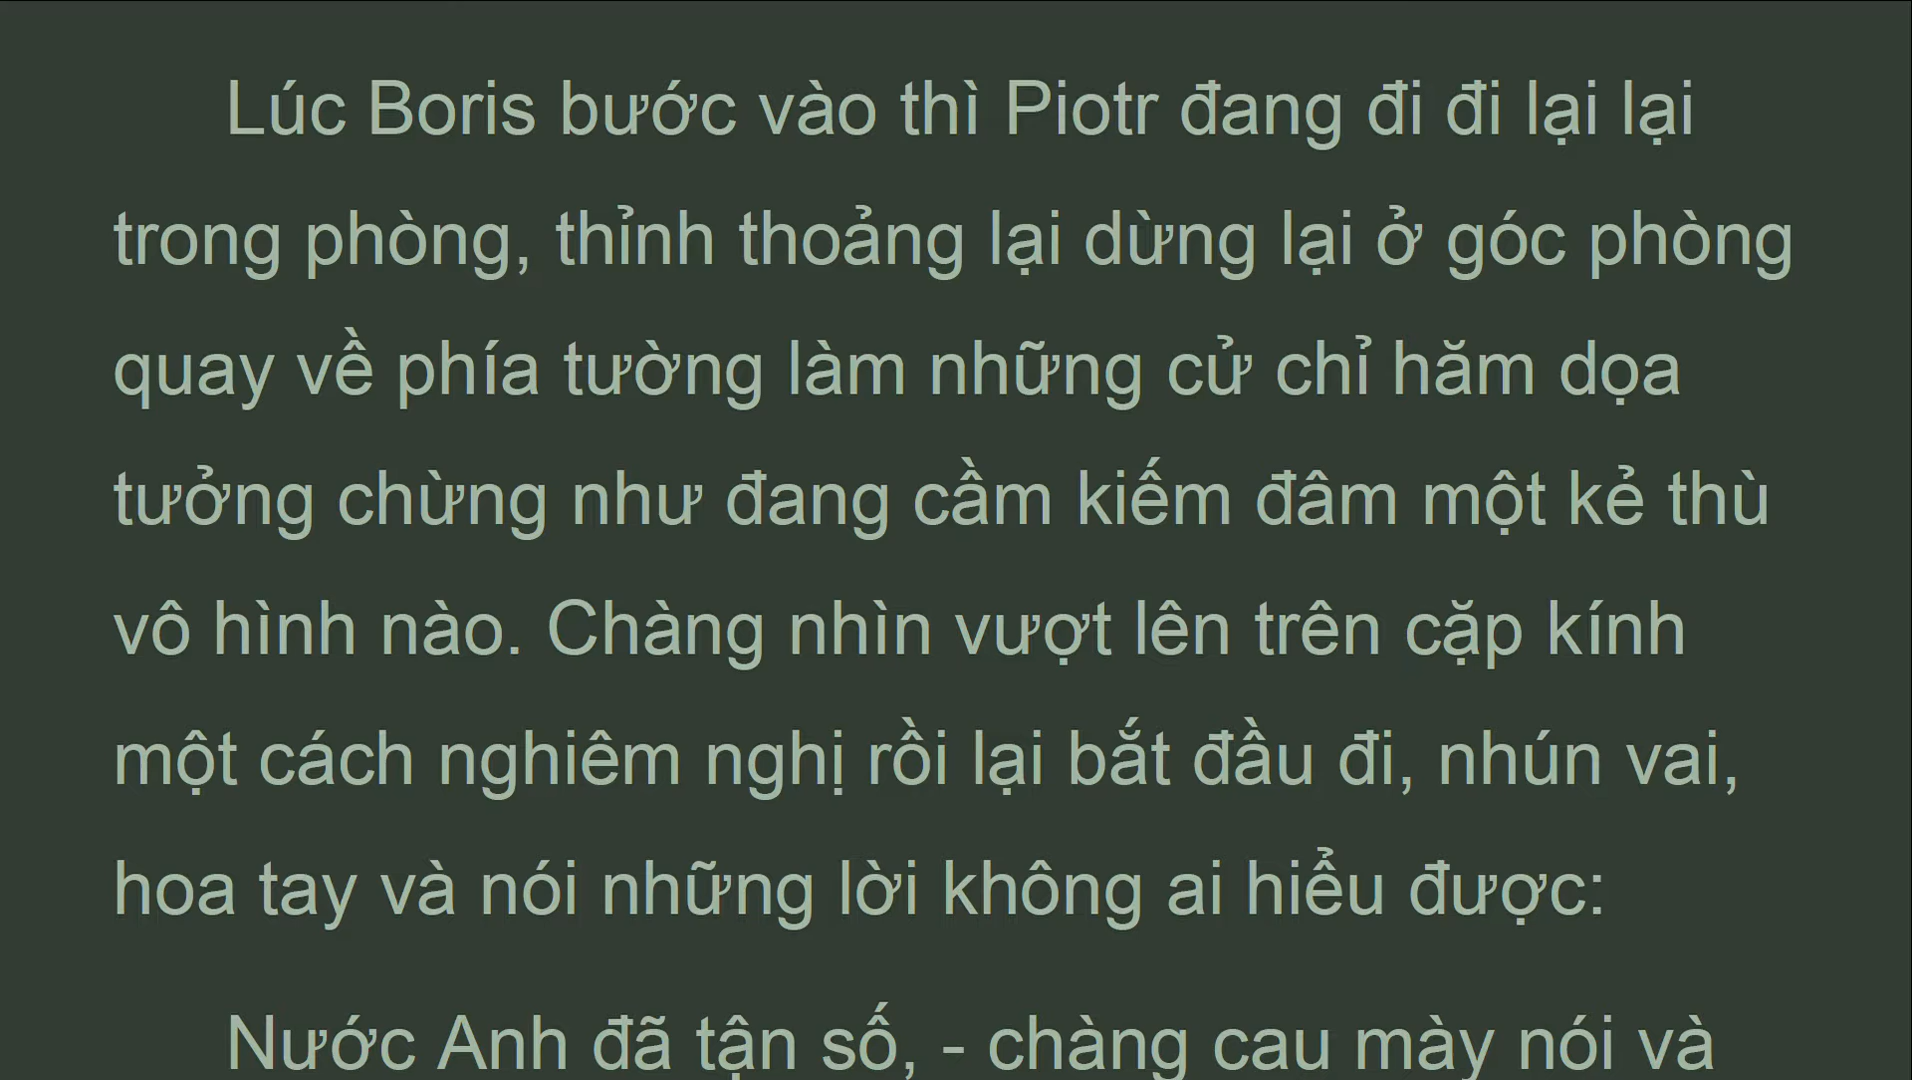 Lúc Boris bước vào thì Piotr đang đi đi lại lại
trong phòng, thỉnh thoảng lại dừng lại ở góc phòng
quay về phía tường làm những cử chỉ hăm dọa
tưởng chừng như đang cầm kiếm đâm một kẻ thù
vô hình nào. Chàng nhìn vượt lên trên cặp kính
một cách nghiêm nghị rồi lại bắt đầu đi, nhún vai,
hoa tay và nói những lời không ai hiểu được:
Nước Anh đã tận số, - chàng cau mày nói và